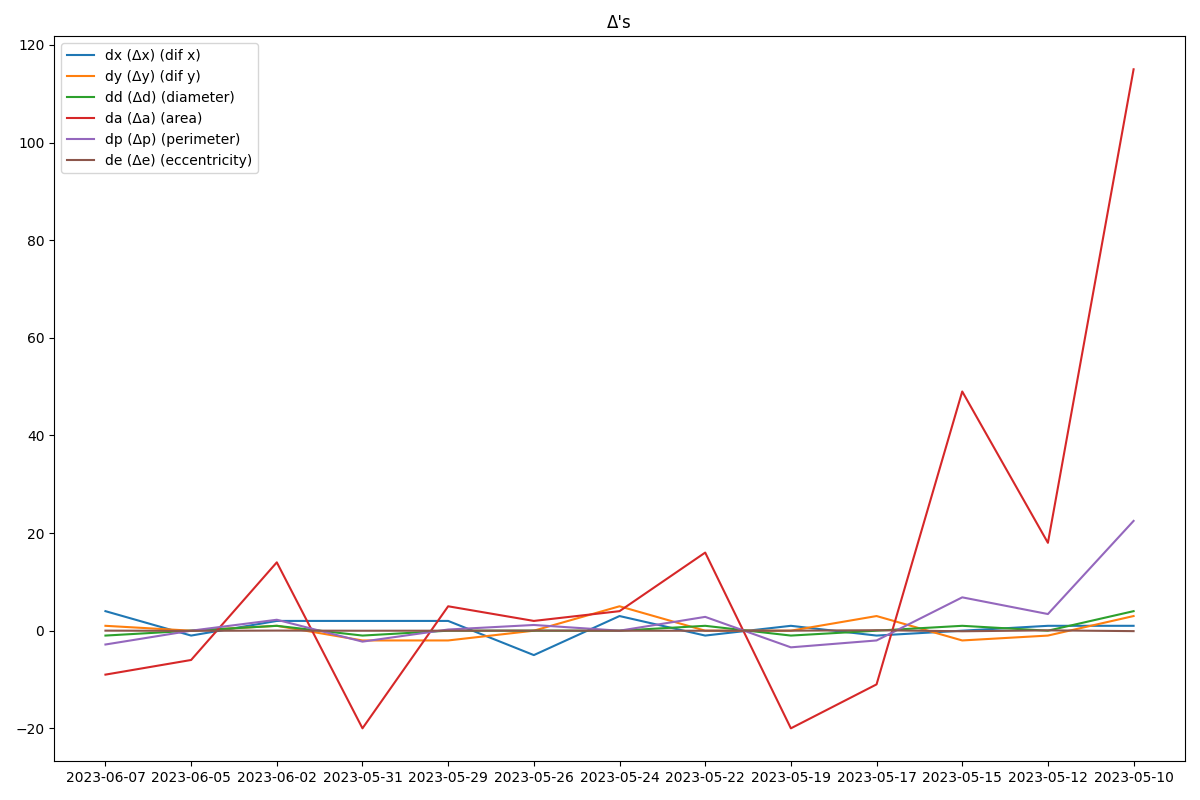 Δ's
dx (Δx) (dif x)
dy (Δy) (dif y)
dd (Δd) (diameter)
da (Δa) (area)
dp (Δp) (perimeter)
de (Δe) (eccentricity)
120
100
80
60
40
20
0
−20
2023-06-07 2023-06-05 2023-06-02 2023-05-31 2023-05-29 2023-05-26 2023-05-24 2023-05-22 2023-05-19 2023-05-17 2023-05-15 2023-05-12 2023-05-10